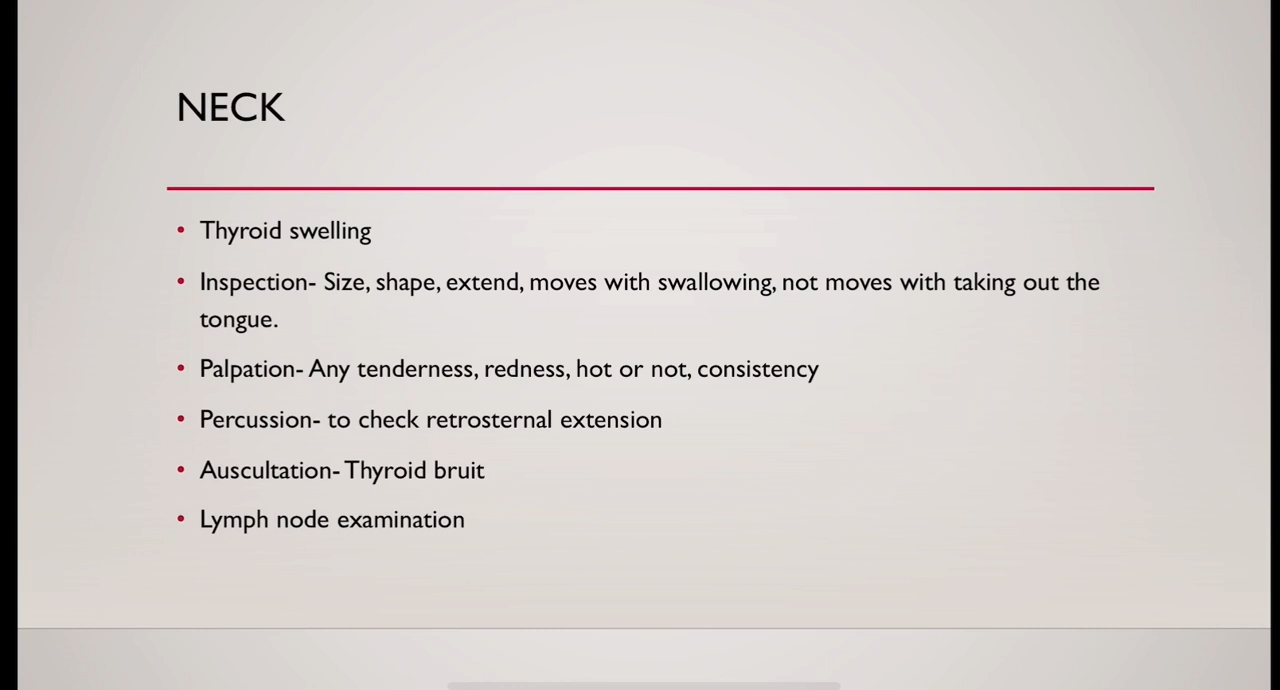 NECK
• Thyroid swelling
• Inspection- Size, shape, extend, moves with swallowing, not moves with taking out the
tongue.
• Palpation- Any tenderness, redness, hot or not, consistency
• Percussion- to check retrosternal extension
• Auscultation- Thyroid bruit
• Lymph node examination